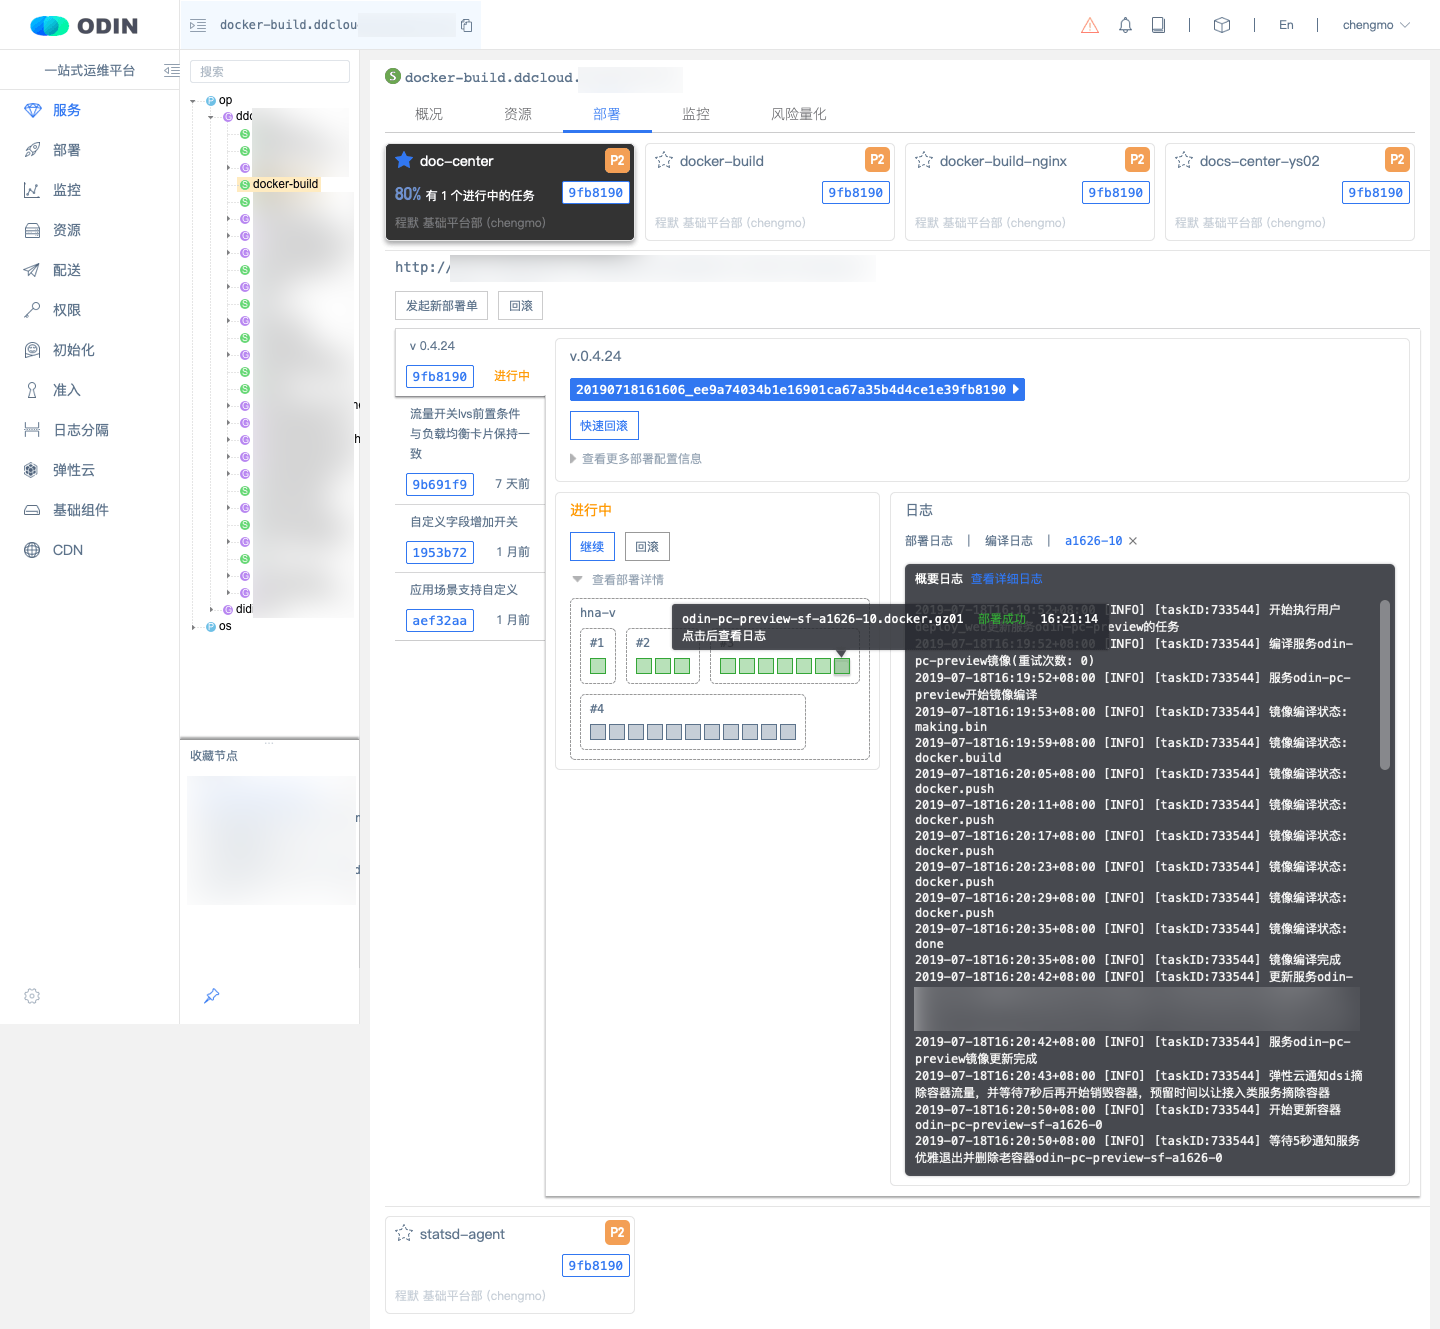 ODIN
docker-build.ddclou
En
chengmo
一站式运维平台
服务
部署
监控
资源
配送
权限
初始化
准入
日志分隔
弹性云
基础组件
CDN
搜索
op
ddc
docker-build
didi
os
收藏节点
docker-build.ddcloud.
概况
资源
部署
监控
风险量化
doc-center P2
80% 有 1 个进行中的任务 9fb8190
程默 基础平台部 (chengmo)
docker-build P2
9fb8190
程默 基础平台部 (chengmo)
docker-build-nginx P2
9fb8190
程默 基础平台部 (chengmo)
docs-center-ys02 P2
9fb8190
程默 基础平台部 (chengmo)
http://
发起新部署单 回滚
v 0.4.24
9fb8190 进行中
流量开关lvs前置条件
与负载均衡卡片保持一
致
9b691f9 7 天前
自定义字段增加开关
1953b72 1 月前
应用场景支持自定义
aef32aa 1 月前
v.0.4.24
20190718161606_ee9a74034b1e16901ca67a35b4d4ce1e39fb8190
快速回滚
查看更多部署配置信息
进行中
继续 回滚
查看部署详情
hna-v
#1 #2
#4
odin-pc-preview-sf-a1626-10.docker.gz01 部署成功 16:21:14
点击后查看日志
日志
部署日志 | 编译日志 | a1626-10 ×
概要日志 查看详细日志
2019-07-18T16:19:52+08:00 [INFO] [taskID:733544] 开始执行用户
deploy_web更新服务odin-pc-preview的任务
2019-07-18T16:19:52+08:00 [INFO] [taskID:733544] 编译服务odin-
pc-preview镜像(重试次数: 0)
2019-07-18T16:19:52+08:00 [INFO] [taskID:733544] 服务odin-pc-
preview开始镜像编译
2019-07-18T16:19:53+08:00 [INFO] [taskID:733544] 镜像编译状态:
making.bin
2019-07-18T16:19:59+08:00 [INFO] [taskID:733544] 镜像编译状态:
docker.build
2019-07-18T16:20:05+08:00 [INFO] [taskID:733544] 镜像编译状态:
docker.push
2019-07-18T16:20:11+08:00 [INFO] [taskID:733544] 镜像编译状态:
docker.push
2019-07-18T16:20:17+08:00 [INFO] [taskID:733544] 镜像编译状态:
docker.push
2019-07-18T16:20:23+08:00 [INFO] [taskID:733544] 镜像编译状态:
docker.push
2019-07-18T16:20:29+08:00 [INFO] [taskID:733544] 镜像编译状态:
docker.push
2019-07-18T16:20:35+08:00 [INFO] [taskID:733544] 镜像编译状态:
done
2019-07-18T16:20:35+08:00 [INFO] [taskID:733544] 镜像编译完成
2019-07-18T16:20:42+08:00 [INFO] [taskID:733544] 更新服务odin-
2019-07-18T16:20:42+08:00 [INFO] [taskID:733544] 服务odin-pc-
preview镜像更新完成
2019-07-18T16:20:43+08:00 [INFO] [taskID:733544] 弹性云通知dsi摘
除容器流量，并等待7秒后再开始销毁容器，预留时间以让接入类服务摘除容器
2019-07-18T16:20:50+08:00 [INFO] [taskID:733544] 开始更新容器
odin-pc-preview-sf-a1626-0
2019-07-18T16:20:50+08:00 [INFO] [taskID:733544] 等待5秒通知服务
优雅退出并删除老容器odin-pc-preview-sf-a1626-0
statsd-agent P2
9fb8190
程默 基础平台部 (chengmo)